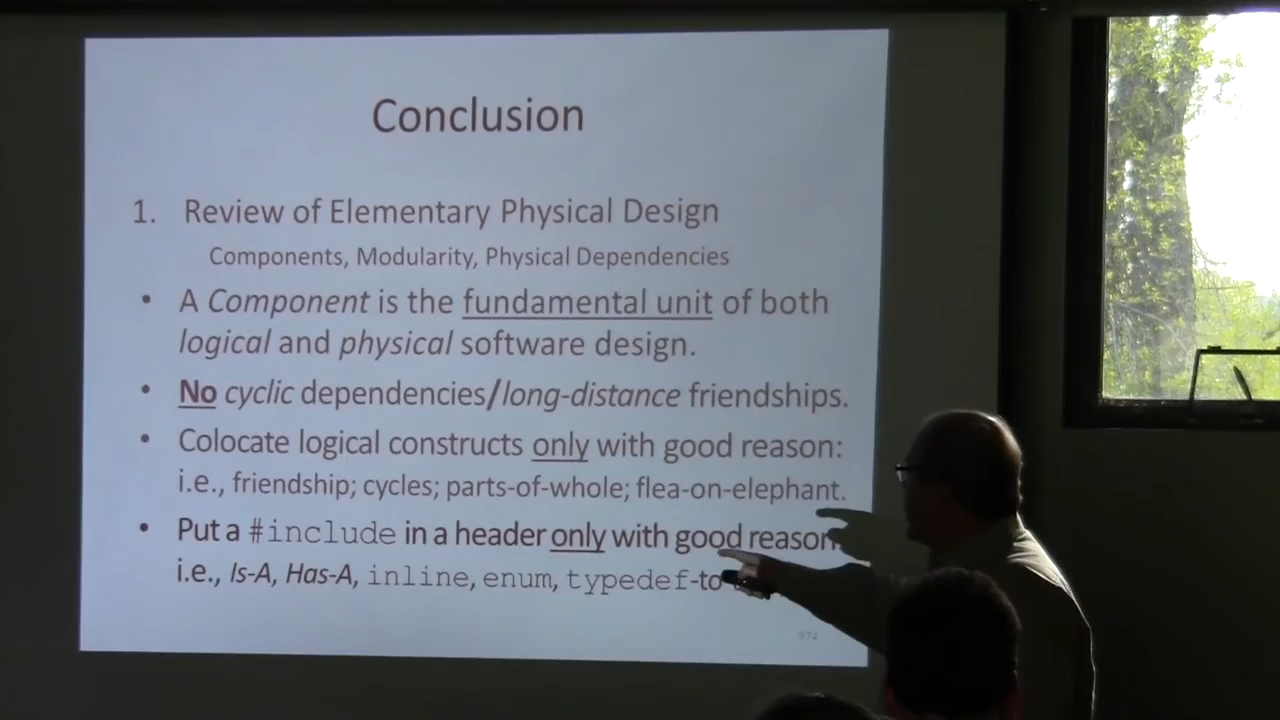 Conclusion
1. Review of Elementary Physical Design
Components, Modularity, Physical Dependencies
• A Component is the fundamental unit of both
logical and physical software design.
• No cyclic dependencies/long-distance friendships.
• Colocate logical constructs only with good reason:
i.e., friendship; cycles; parts-of-whole; flea-on-elephant.
• Put a #include in a header only with good reason
i.e., Is-A, Has-A, inline, enum, typedef-to
974